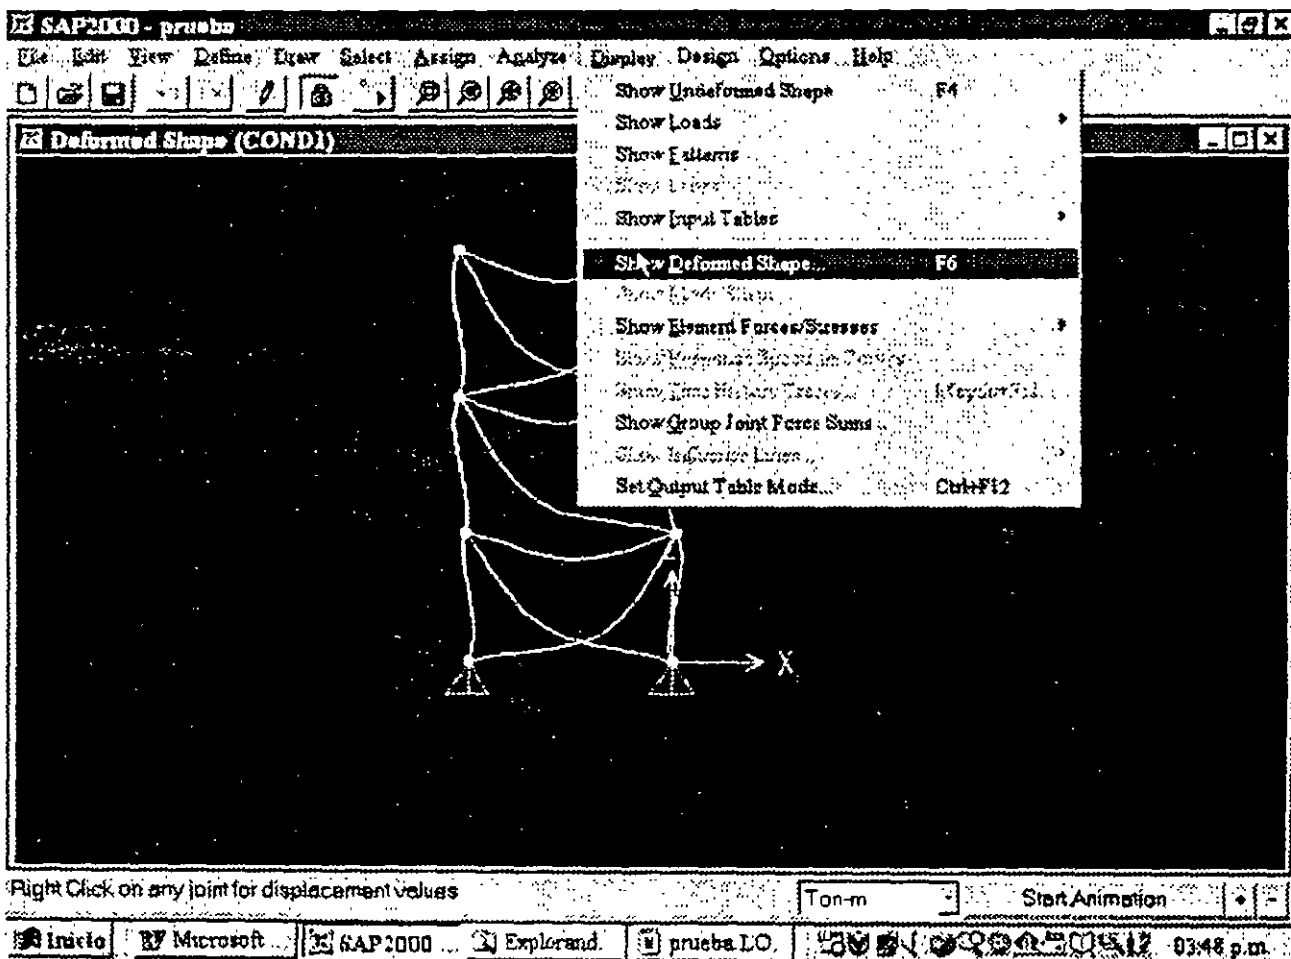 SAP2000 - prueba
File Edit View Define Draw Select Assign Analyze Display Design Options Help
Show Undeformed Shape F4
Show Loads
Show Patterns
Show Input Tables
Show Deformed Shape... F6
Show Element Forces/Stresses
Show Group Joint Force Sums...
Set Output Table Mode... Ctrl+F12
Deformed Shape (COND1)
X
Right Click on any joint for displacement values
Ton-m
Start Animation
Inicio Microsoft ... SAP2000 ... Explorand. prueba LO. 03:48 p.m.